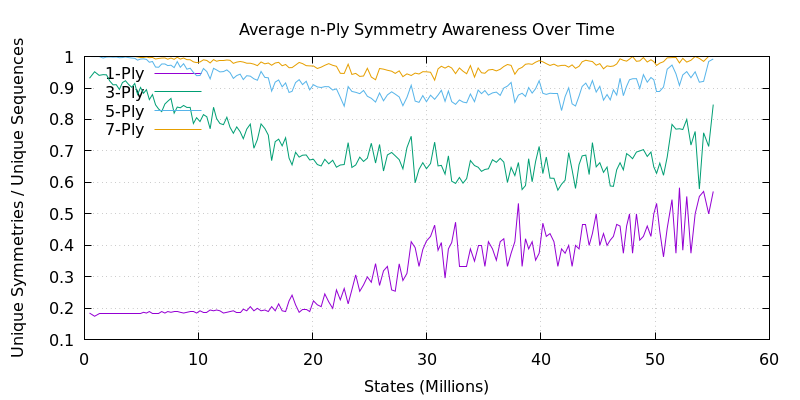 Average n-Ply Symmetry Awareness Over Time
Unique Symmetries / Unique Sequences
1
0.9
0.8
0.7
0.6
0.5
0.4
0.3
0.2
0.1
1-Ply
3-Ply
5-Ply
7-Ply
0 10 20 30 40 50 60
States (Millions)